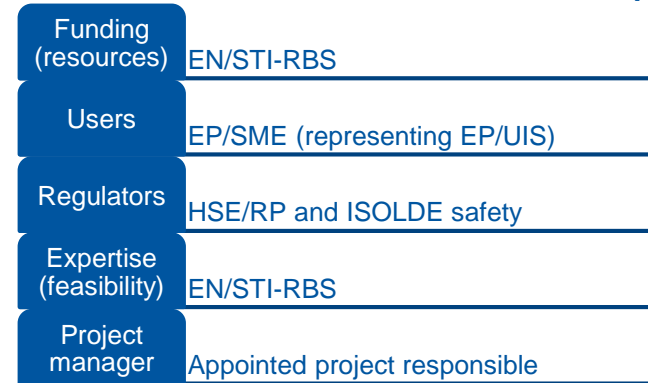 Funding
(resources)
EN/STI-RBS
Users
EP/SME (representing EP/UIS)
Regulators
HSE/RP and ISOLDE safety
Expertise
(feasibility)
EN/STI-RBS
Project
manager
Appointed project responsible